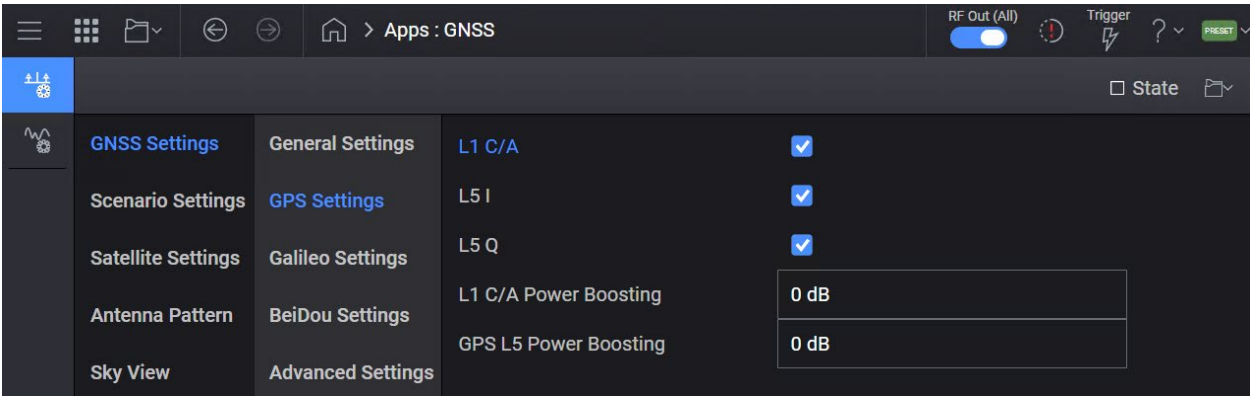 > Apps : GNSS
RF Out (All)
Trigger
?
PRESET
State
GNSS Settings
Scenario Settings
Satellite Settings
Antenna Pattern
Sky View
General Settings
GPS Settings
Galileo Settings
BeiDou Settings
Advanced Settings
L1 C/A
L5 I
L5 Q
L1 C/A Power Boosting 0 dB
GPS L5 Power Boosting 0 dB